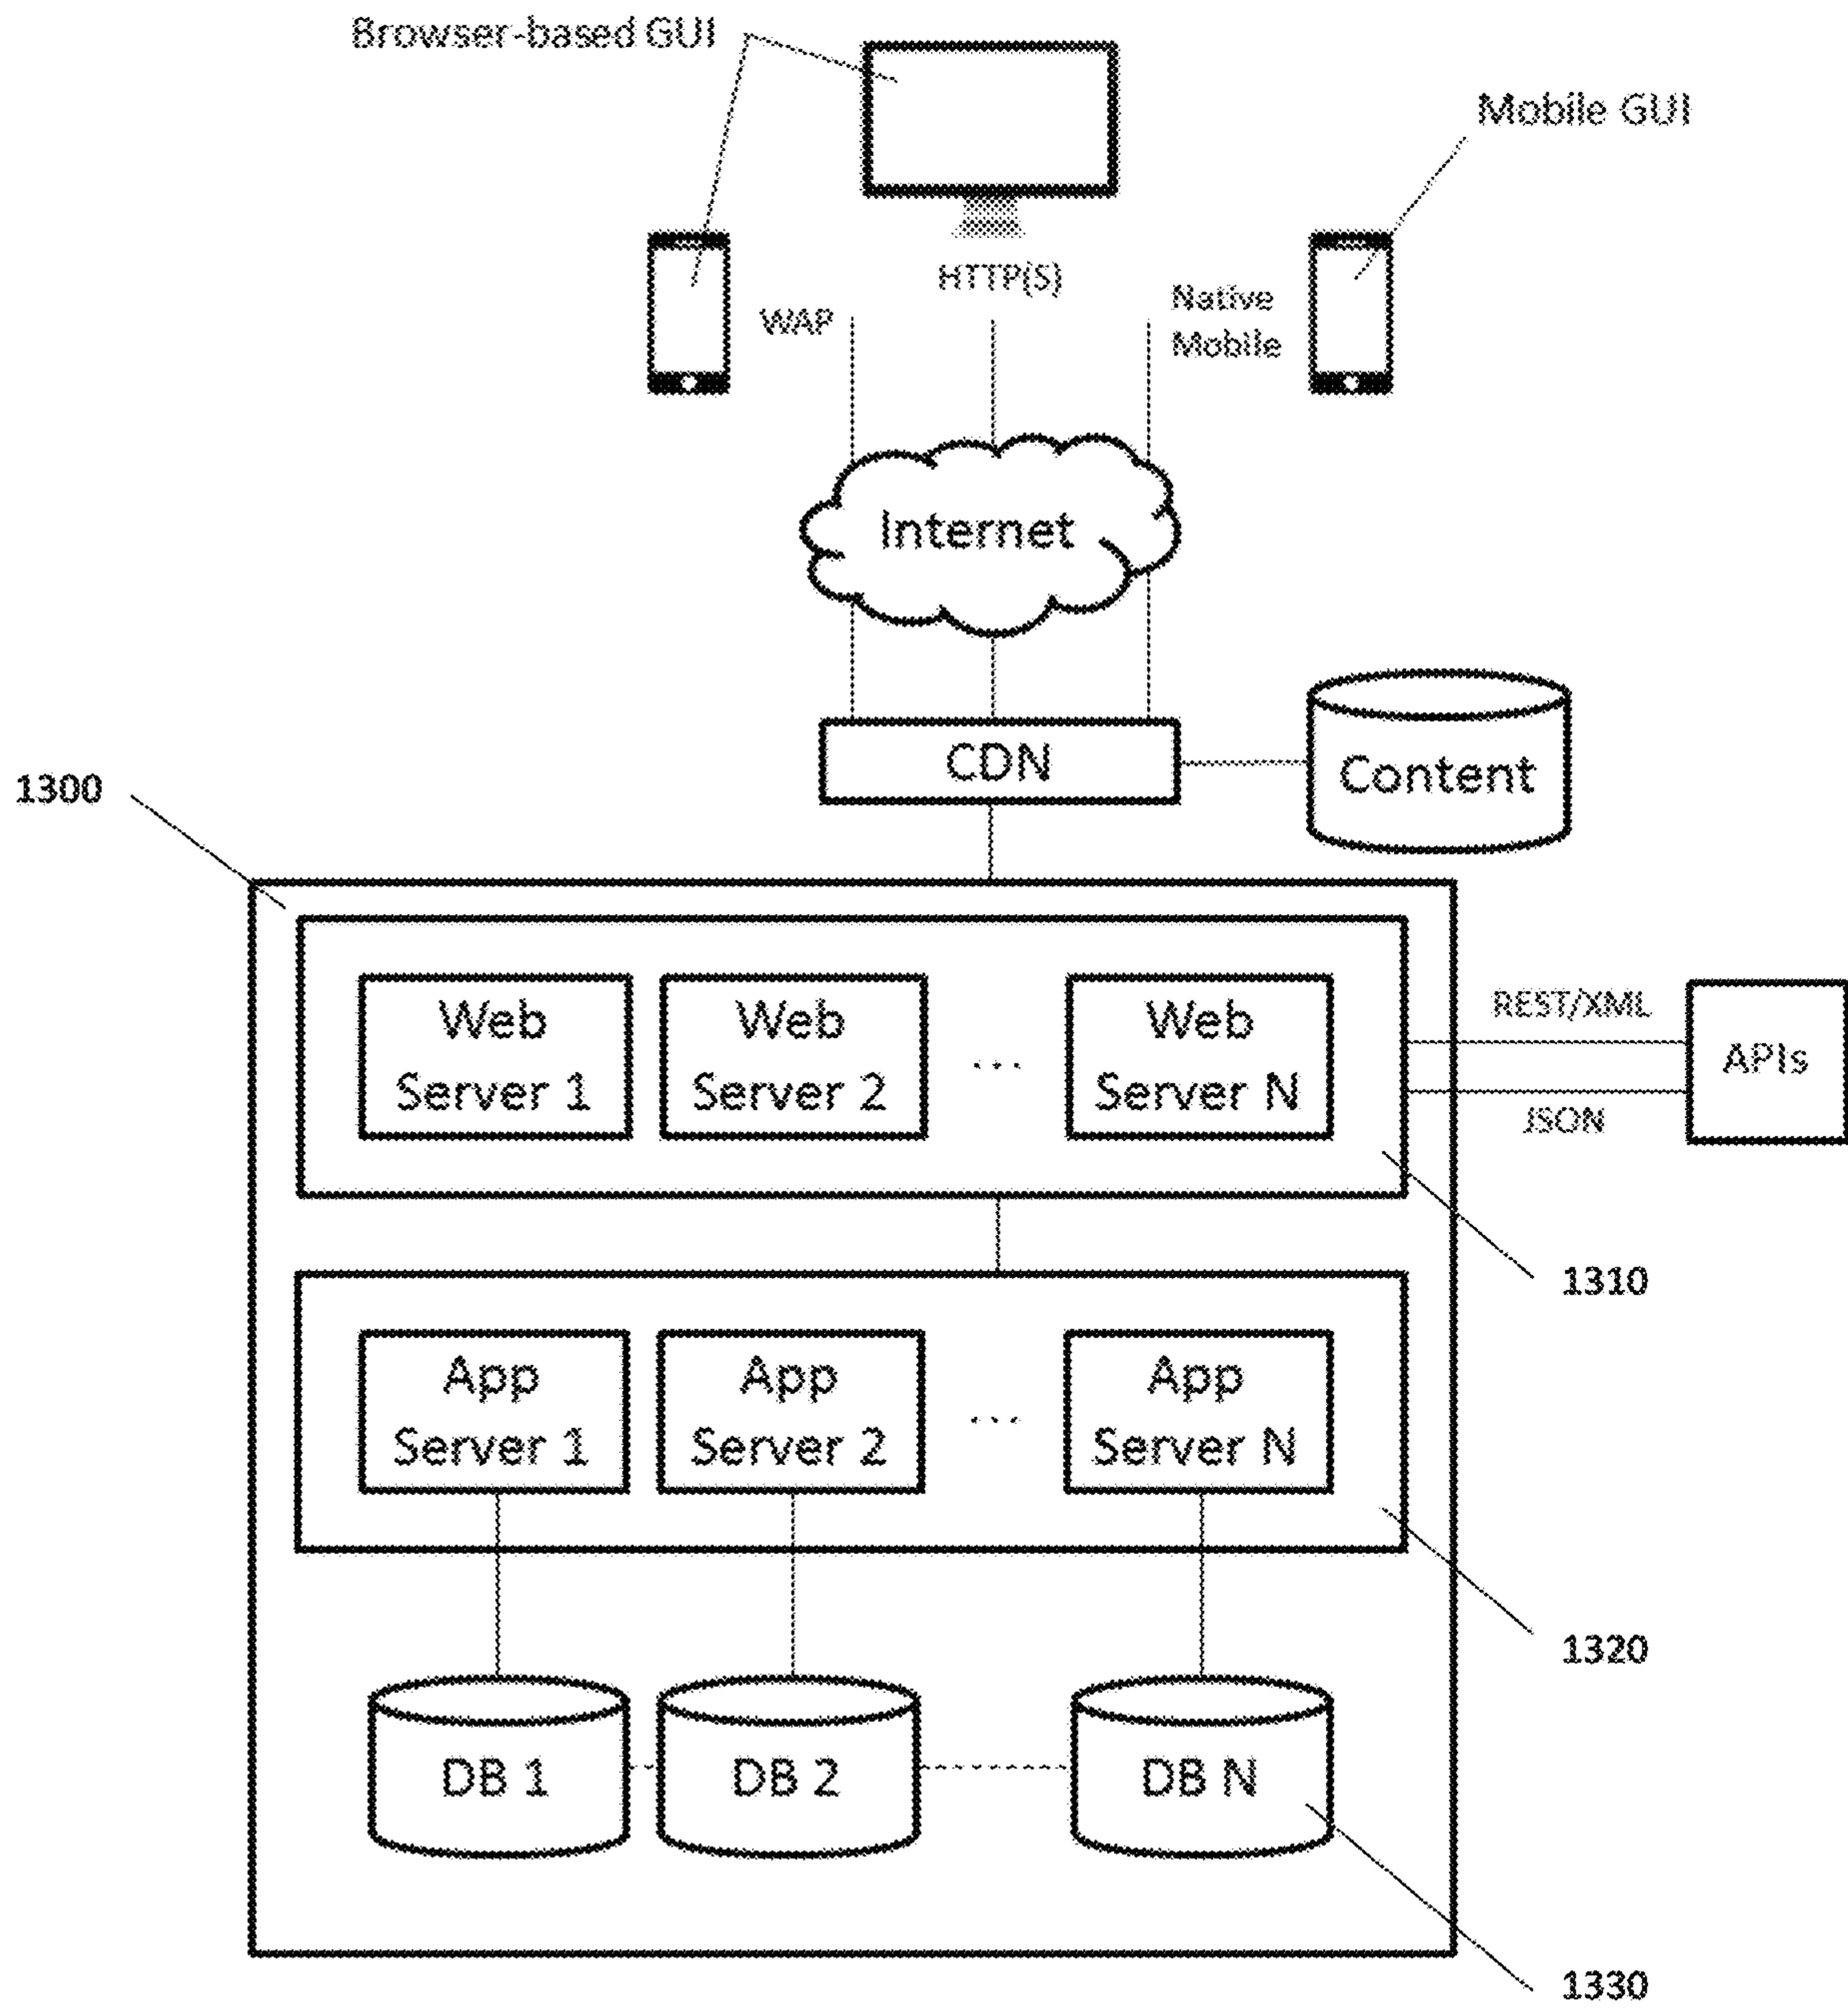 Browser-based GUI
Mobile GUI
HTTP(S)
WAP
Native
Mobile
Internet
CDN
Content
1300
Web
Server 1
Web
Server 2
...
Web
Server N
REST/XML
APIs
JSON
1310
App
Server 1
App
Server 2
...
App
Server N
1320
DB 1
DB 2
DB N
1330